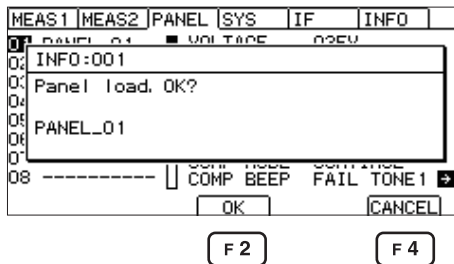 MEAS1 MEAS2 PANEL SYS IF INFO
01
INFO:001
Panel load. OK?
PANEL_01
08 ---------- COMP BEEP FAIL TONE1
OK CANCEL
F2 F4